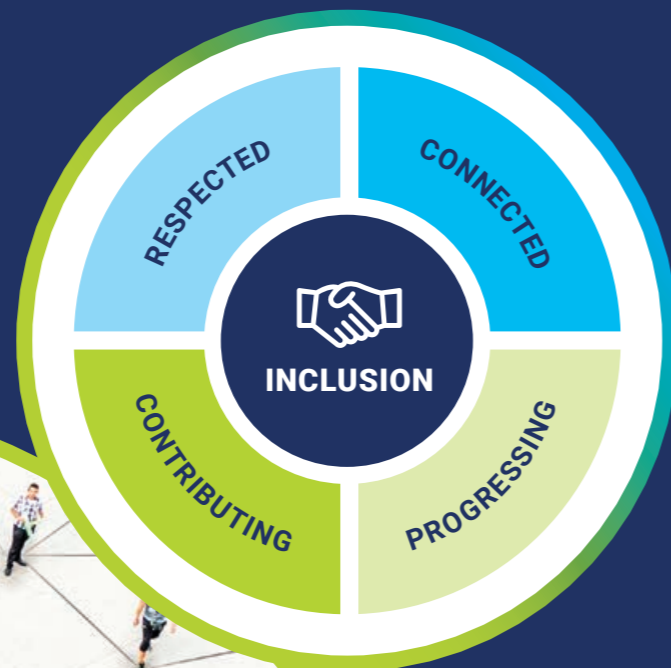 RESPECTED
CONNECTED
INCLUSION
CONTRIBUTING
PROGRESSING